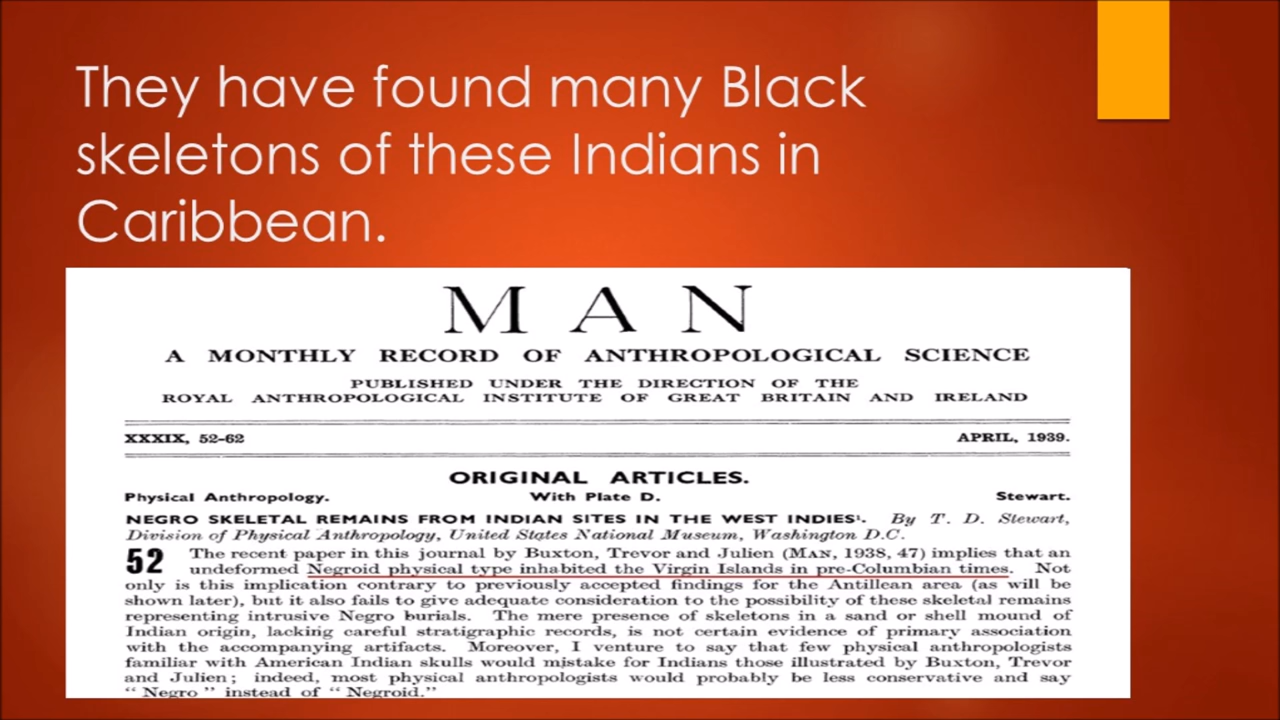 They have found many Black
skeletons of these Indians in
Caribbean.
MAN
A MONTHLY RECORD OF ANTHROPOLOGICAL SCIENCE
PUBLISHED UNDER THE DIRECTION OF THE
ROYAL ANTHROPOLOGICAL INSTITUTE OF GREAT BRITAIN AND IRELAND
XXXIX, 52-62 APRIL, 1939.
ORIGINAL ARTICLES.
Physical Anthropology. With Plate D. Stewart.
NEGRO SKELETAL REMAINS FROM INDIAN SITES IN THE WEST INDIES¹. By T. D. Stewart,
Division of Physical Anthropology, United States National Museum, Washington D.C.
52 The recent paper in this journal by Buxton, Trevor and Julien (MAN, 1938, 47) implies that an
undeformed Negroid physical type inhabited the Virgin Islands in pre-Columbian times. Not
only is this implication contrary to previously accepted findings for the Antillean area (as will be
shown later), but it also fails to give adequate consideration to the possibility of these skeletal remains
representing intrusive Negro burials. The mere presence of skeletons in a sand or shell mound of
Indian origin, lacking careful stratigraphic records, is not certain evidence of primary association
with the accompanying artifacts. Moreover, I venture to say that few physical anthropologists
familiar with American Indian skulls would mistake for Indians those illustrated by Buxton, Trevor
and Julien; indeed, most physical anthropologists would probably be less conservative and say
"Negro" instead of "Negroid."